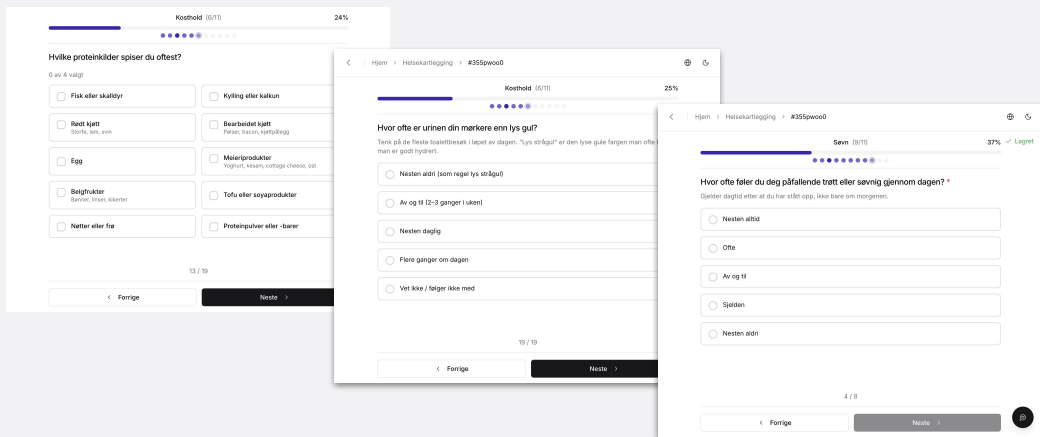 Kosthold (6/11)
24%
Hvilke proteinkilder spiser du oftest?
0 av 4 valgt
Fisk eller skalldyr
Kylling eller kalkun
Rødt kjøtt
Storfe, lam, svin
Bearbeidet kjøtt
Pølser, bacon, kjøttpålegg
Egg
Meieriprodukter
Yoghurt, kesam, cottage cheese, ost
Belgfrukter
Bønner, linser, kikerter
Tofu eller soyaprodukter
Nøtter eller frø
Proteinpulver eller -barer
13 / 19
Forrige
Neste
Hjem > Helsekartlegging > #355pwoo0
Kosthold (6/11)
25%
Hvor ofte er urinen din mørkere enn lys gul?
Tenk på de fleste toalettbesøk i løpet av dagen. "Lys strågul" er den lyse gule fargen man ofte
man er godt hydrert.
Nesten aldri (som regel lys strågul)
Av og til (2–3 ganger i uken)
Nesten daglig
Flere ganger om dagen
Vet ikke / følger ikke med
19 / 19
Forrige
Neste
Hjem > Helsekartlegging > #355pwoo0
Søvn (9/11)
37%
Lagret
Hvor ofte føler du deg påfallende trøtt eller søvnig gjennom dagen? *
Gjelder dagtid etter at du har stått opp, ikke bare om morgenen.
Nesten alltid
Ofte
Av og til
Sjelden
Nesten aldri
4 / 8
Forrige
Neste